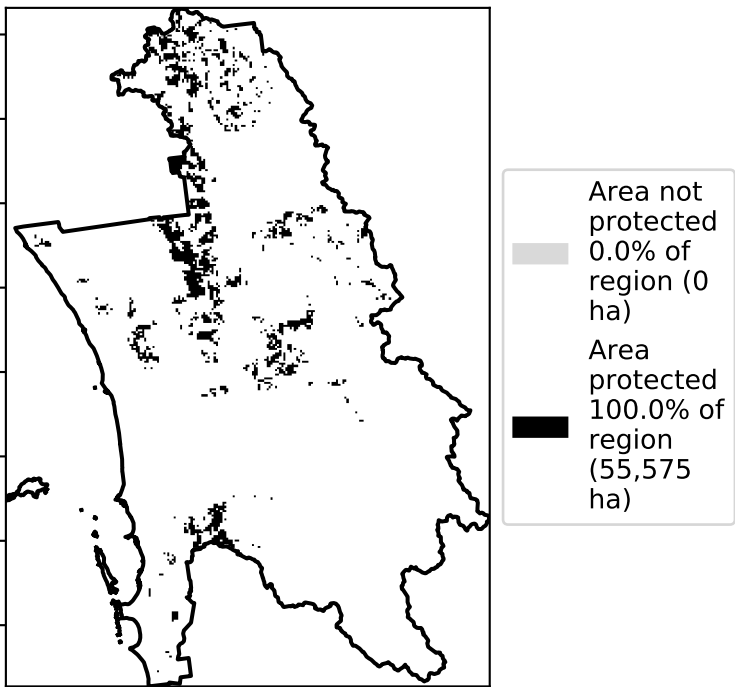 Area not
protected
0.0% of
region (0
ha)
Area
protected
100.0% of
region
(55,575
ha)